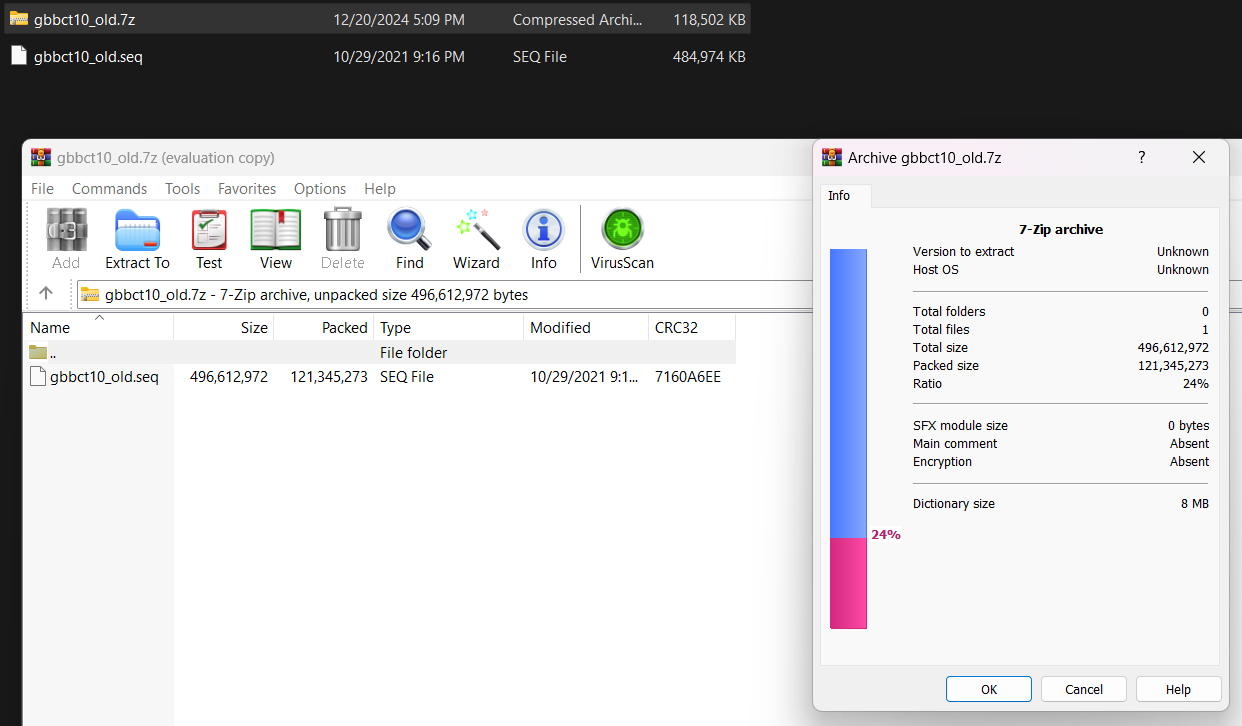 gbbct10_old.7z 12/20/2024 5:09 PM Compressed Archi... 118,502 KB
gbbct10_old.seq 10/29/2021 9:16 PM SEQ File 484,974 KB
gbbct10_old.7z (evaluation copy)
File Commands Tools Favorites Options Help
Add Extract To Test View Delete Find Wizard Info VirusScan
gbbct10_old.7z - 7-Zip archive, unpacked size 496,612,972 bytes
Name Size Packed Type Modified CRC32
.. File folder
gbbct10_old.seq 496,612,972 121,345,273 SEQ File 10/29/2021 9:1... 7160A6EE
Archive gbbct10_old.7z ?
Info
7-Zip archive
Version to extract Unknown
Host OS Unknown
Total folders 0
Total files 1
Total size 496,612,972
Packed size 121,345,273
Ratio 24%
SFX module size 0 bytes
Main comment Absent
Encryption Absent
Dictionary size 8 MB
24%
OK Cancel Help